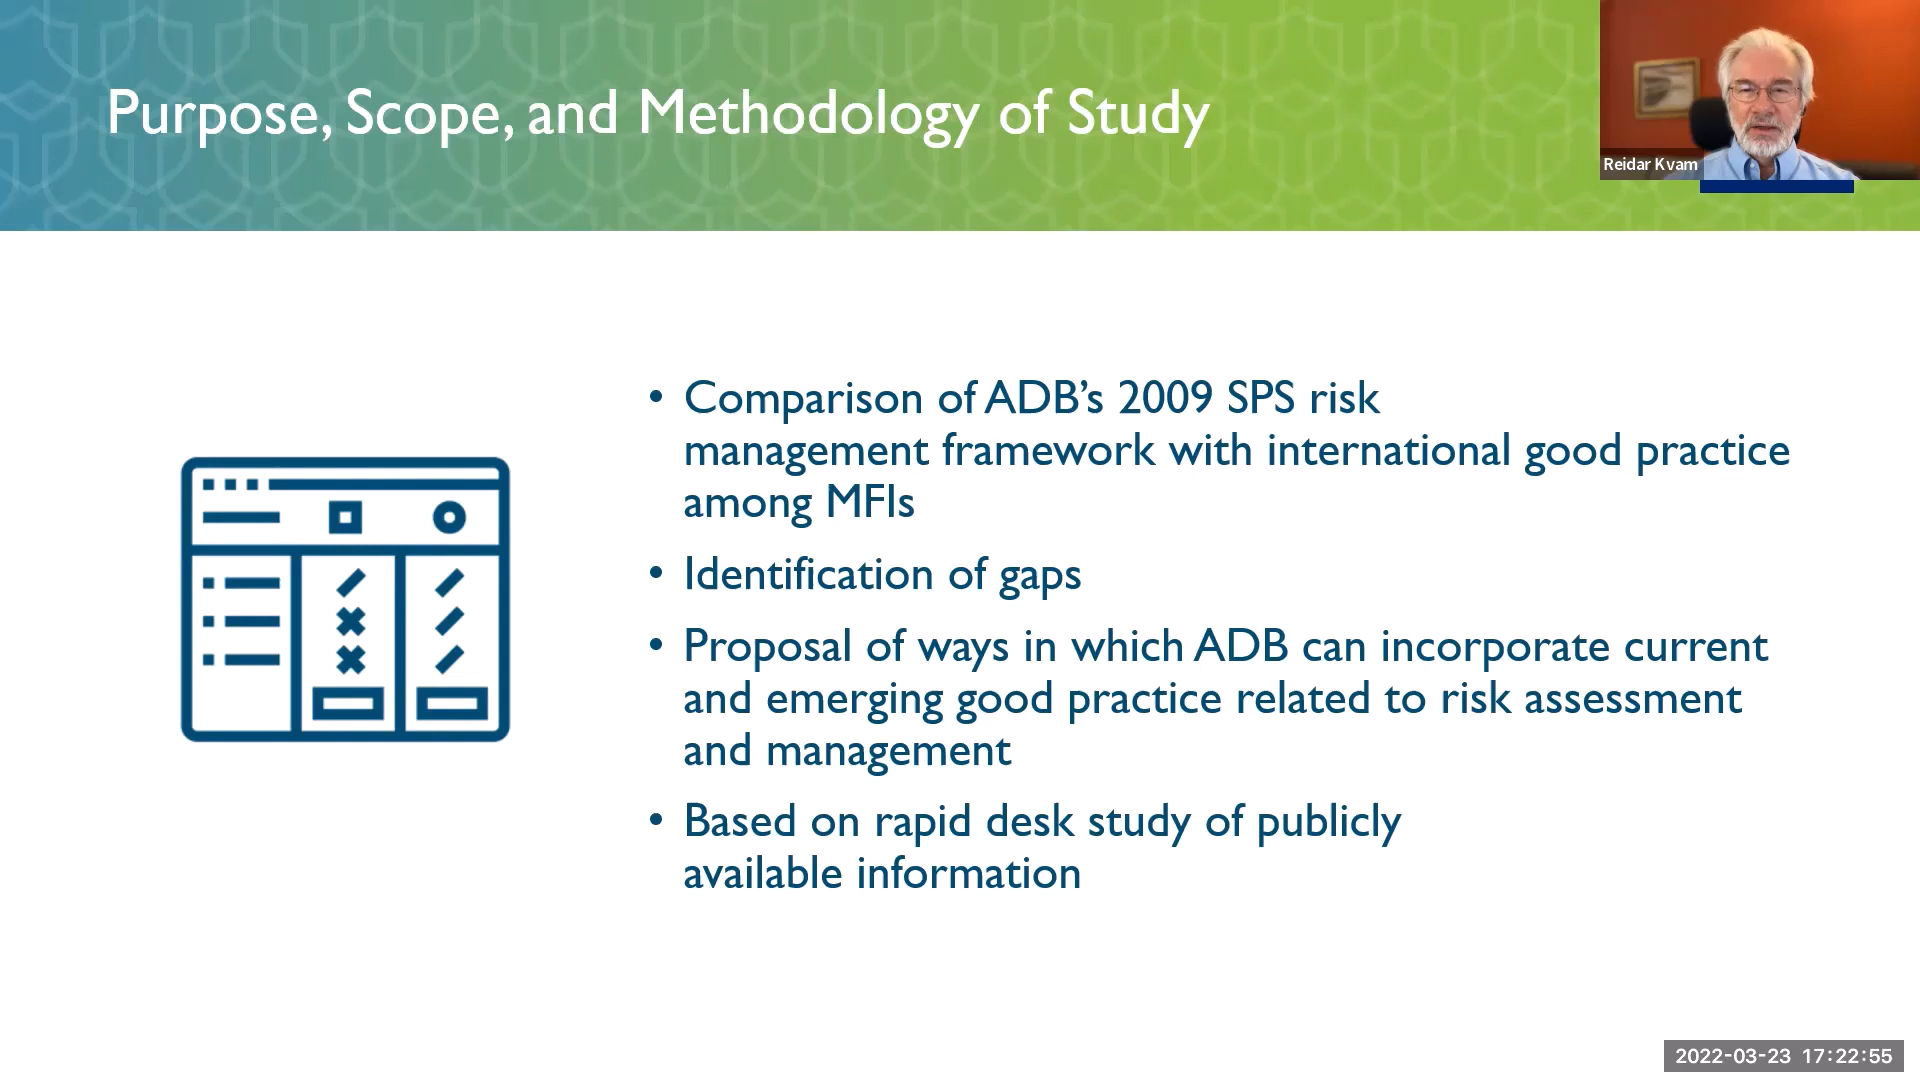 Purpose, Scope, and Methodology of Study
Reidar Kvam
• Comparison of ADB’s 2009 SPS risk
management framework with international good practice
among MFIs
• Identification of gaps
• Proposal of ways in which ADB can incorporate current
and emerging good practice related to risk assessment
and management
• Based on rapid desk study of publicly
available information
2022-03-23 17:22:55